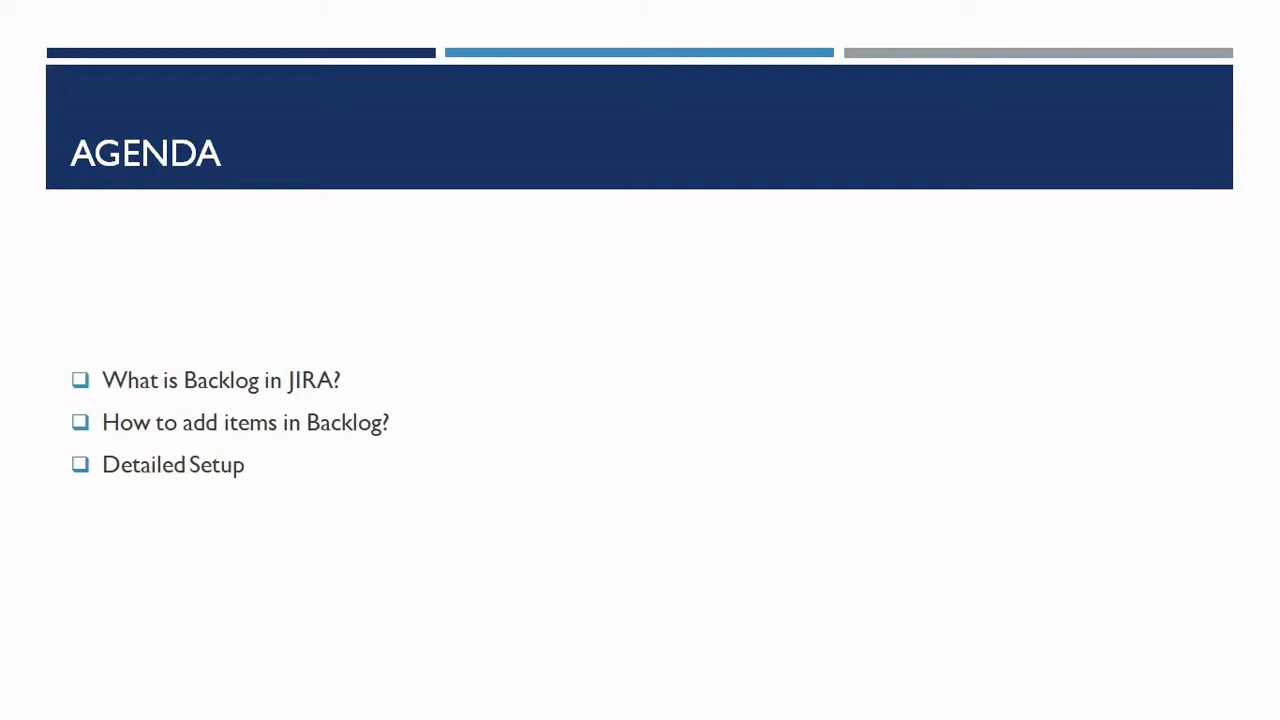 AGENDA
What is Backlog in JIRA?
How to add items in Backlog?
Detailed Setup